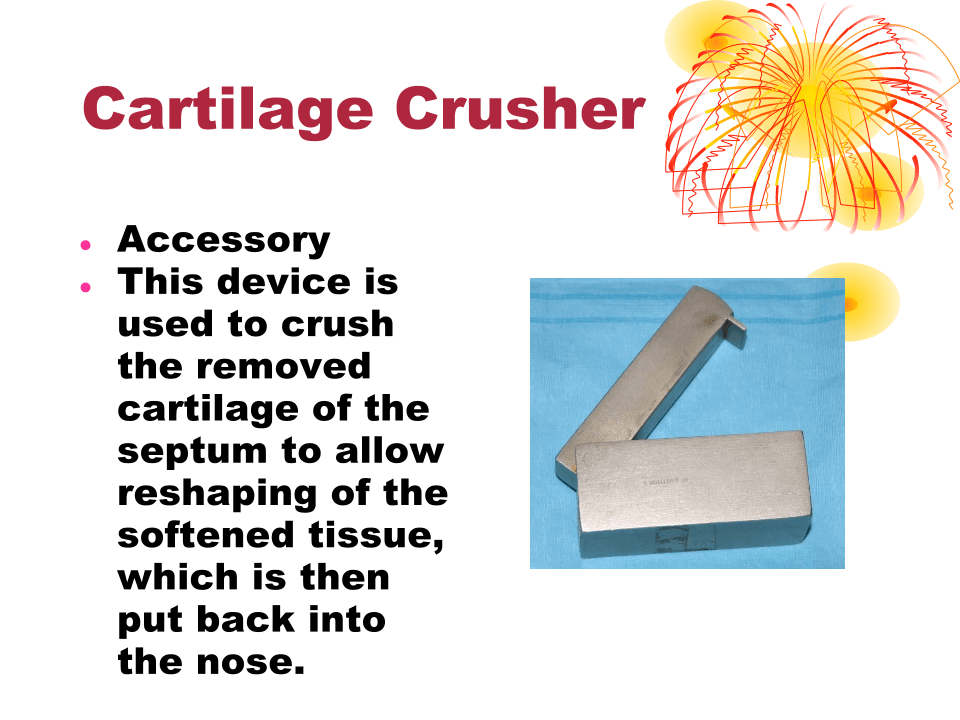 Cartilage Crusher
Accessory
This device is
used to crush
the removed
cartilage of the
septum to allow
reshaping of the
softened tissue,
which is then
put back into
the nose.